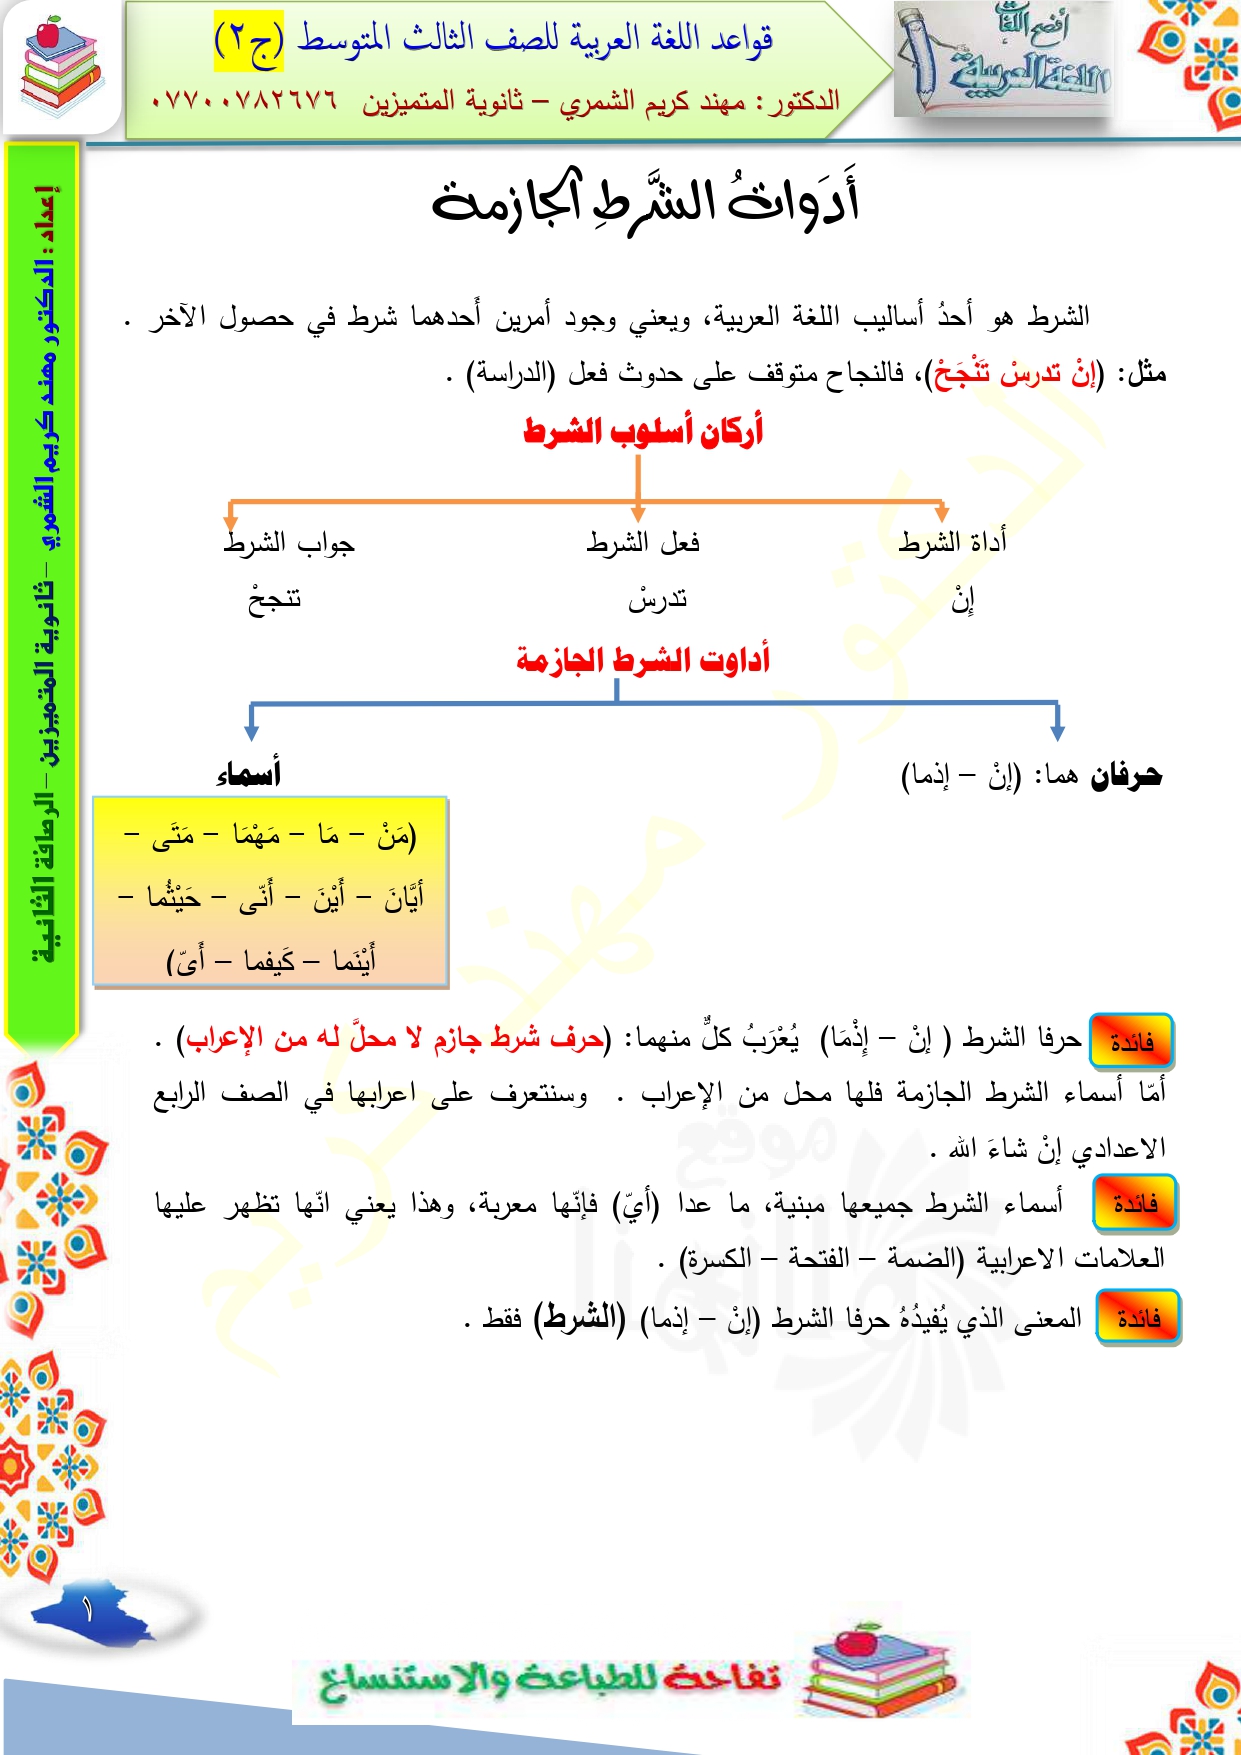 قواعد اللغة العربية للصف الثالث المتوسط (ج٢)
الدكتور: مهند كريم الشمري – ثانوية المتميزين ٠٧٧٠٠٧٨٢٦٧٦
اللغة العربية
إعداد : الدكتور مهند كريم الشمري – ثانوية المتميزين – الرصافة الثانية
أَدَواتُ الشَّرطِ الجازمة
الشرط هو أحدُ أساليب اللغة العربية، ويعني وجود أمرين أَحدهما شرط في حصول الآخر .
مثل: (إنْ تدرسْ تَنْجَحْ)، فالنجاح متوقف على حدوث فعل (الدراسة) .
أركان أسلوب الشرط
أداة الشرط فعل الشرط جواب الشرط
إِنْ تدرسْ تنجحْ
أداوت الشرط الجازمة
حرفان هما: (إنْ – إذما) أسماء
(مَنْ – مَا – مَهْمَا – مَتَى –
أيَّانَ – أَيْنَ – أَنّى – حَيْثُما –
أَيْنَما – كَيفما – أَىّ)
فائدة حرفا الشرط ( إنْ – إِذْمَا) يُعْرَبُ كلٌّ منهما: (حرف شرط جازم لا محلَّ له من الإعراب) .
أمّا أسماء الشرط الجازمة فلها محل من الإعراب . وسنتعرف على اعرابها في الصف الرابع
الاعدادي إنْ شاءَ الله .
فائدة أسماء الشرط جميعها مبنية، ما عدا (أيّ) فإنّها معربة، وهذا يعني انّها تظهر عليها
العلامات الاعرابية (الضمة – الفتحة – الكسرة) .
فائدة المعنى الذي يُفيدُهُ حرفا الشرط (إنْ – إذما) (الشرط) فقط .
الدكتور مهند كريم
موقع
١
تفاحة للطباعة والاستنساخ